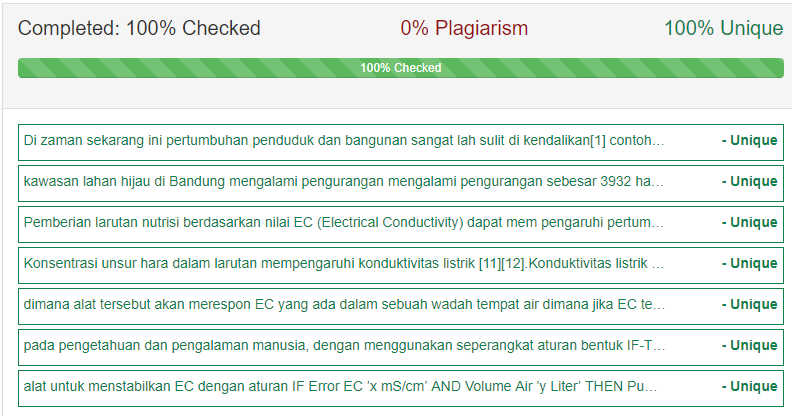 Completed: 100% Checked 0% Plagiarism 100% Unique
100% Checked
Di zaman sekarang ini pertumbuhan penduduk dan bangunan sangat lah sulit di kendalikan[1] contoh… - Unique
kawasan lahan hijau di Bandung mengalami pengurangan mengalami pengurangan sebesar 3932 ha… - Unique
Pemberian larutan nutrisi berdasarkan nilai EC (Electrical Conductivity) dapat mem pengaruhi pertum… - Unique
Konsentrasi unsur hara dalam larutan mempengaruhi konduktivitas listrik [11][12].Konduktivitas listrik … - Unique
dimana alat tersebut akan merespon EC yang ada dalam sebuah wadah tempat air dimana jika EC te… - Unique
pada pengetahuan dan pengalaman manusia, dengan menggunakan seperangkat aturan bentuk IF-T… - Unique
alat untuk menstabilkan EC dengan aturan IF Error EC ’x mS/cm’ AND Volume Air ’y Liter’ THEN Pu… - Unique